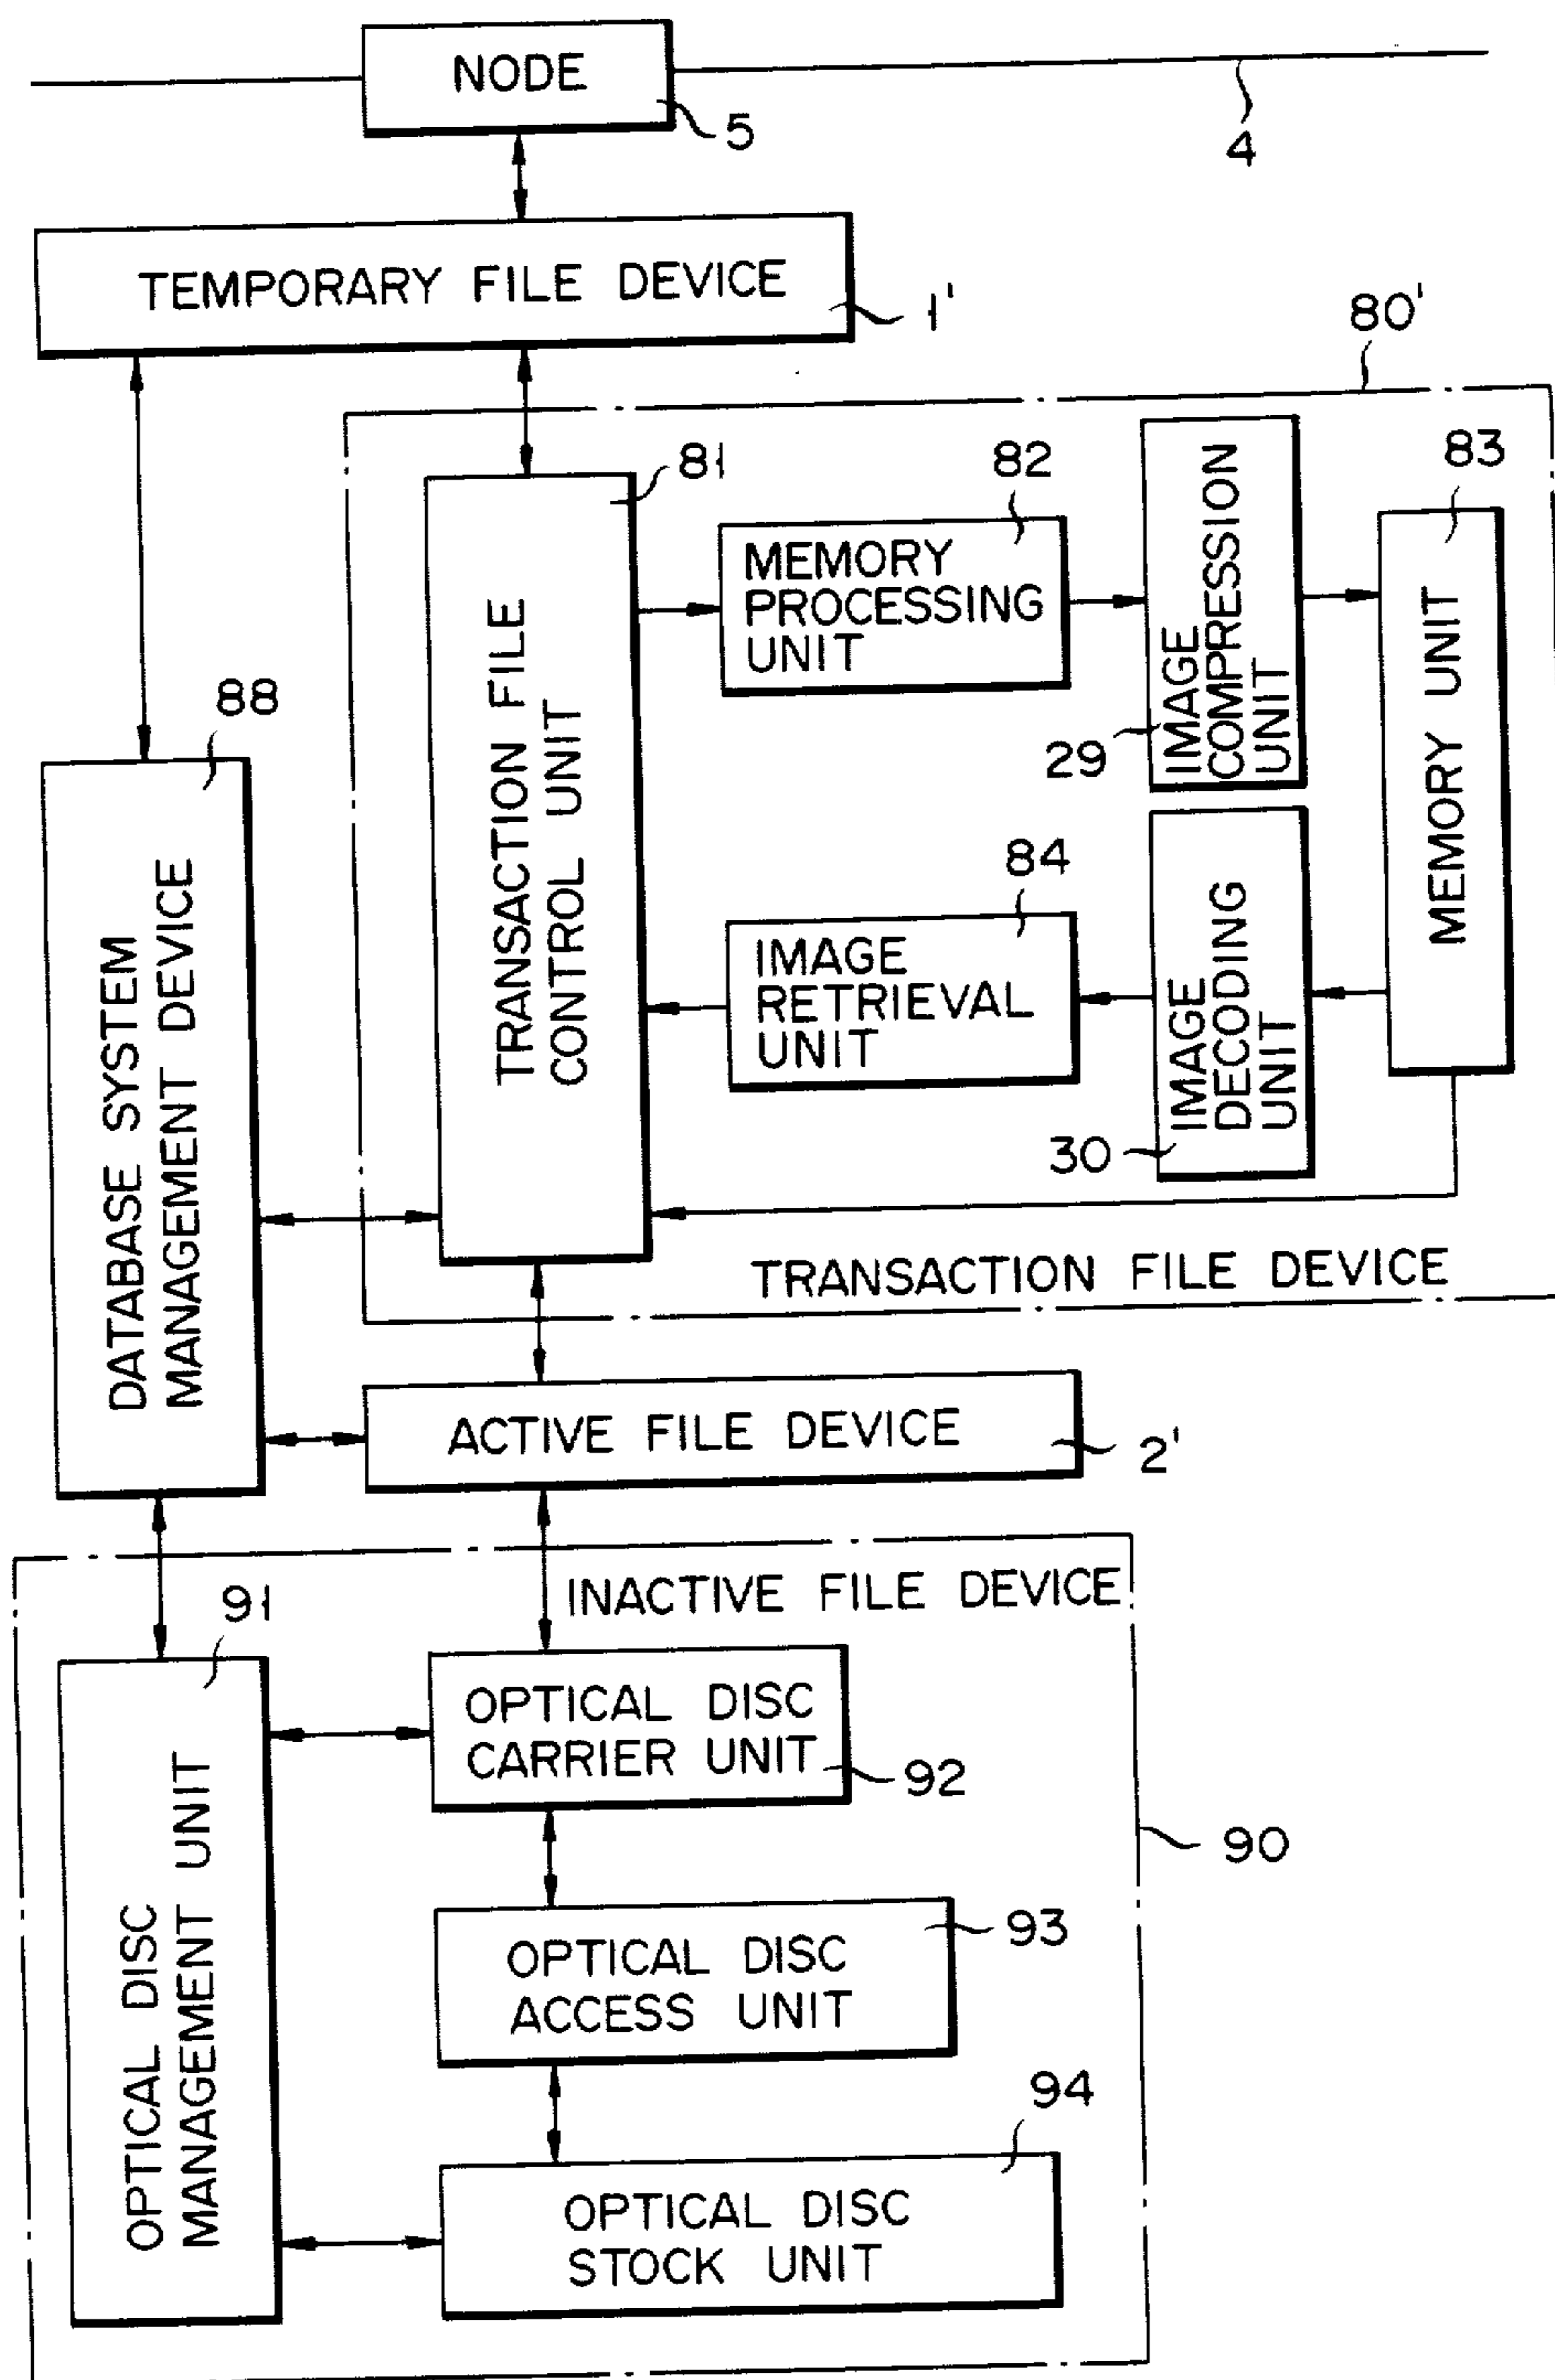 NODE
5
4
TEMPORARY FILE DEVICE
1'
80'
81
82
83
MEMORY
PROCESSING
UNIT
IMAGE
COMPRESSION
UNIT
29
MEMORY UNIT
TRANSACTION FILE
CONTROL UNIT
88
DATABASE SYSTEM
MANAGEMENT DEVICE
84
IMAGE
RETRIEVAL
UNIT
IMAGE
DECODING
UNIT
30
TRANSACTION FILE DEVICE
ACTIVE FILE DEVICE
2'
INACTIVE FILE DEVICE
91
OPTICAL DISC
MANAGEMENT UNIT
OPTICAL DISC
CARRIER UNIT
92
90
93
OPTICAL DISC
ACCESS UNIT
94
OPTICAL DISC
STOCK UNIT